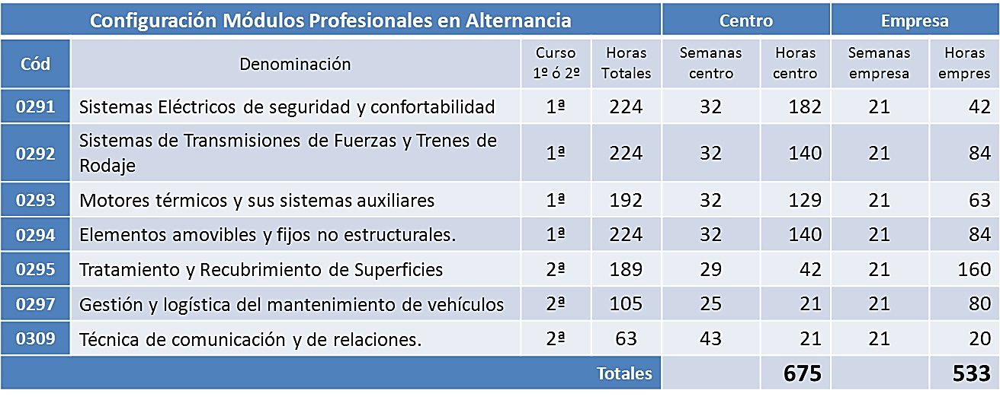 Configuración Módulos Profesionales en Alternancia Centro Empresa
Cód Denominación Curso 1º ó 2º Horas Totales Semanas centro Horas centro Semanas empresa Horas empres
0291 Sistemas Eléctricos de seguridad y confortabilidad 1ª 224 32 182 21 42
0292 Sistemas de Transmisiones de Fuerzas y Trenes de Rodaje 1ª 224 32 140 21 84
0293 Motores térmicos y sus sistemas auxiliares 1ª 192 32 129 21 63
0294 Elementos amovibles y fijos no estructurales. 1ª 224 32 140 21 84
0295 Tratamiento y Recubrimiento de Superficies 2ª 189 29 42 21 160
0297 Gestión y logística del mantenimiento de vehículos 2ª 105 25 21 21 80
0309 Técnica de comunicación y de relaciones. 2ª 63 43 21 21 20
Totales 675 533